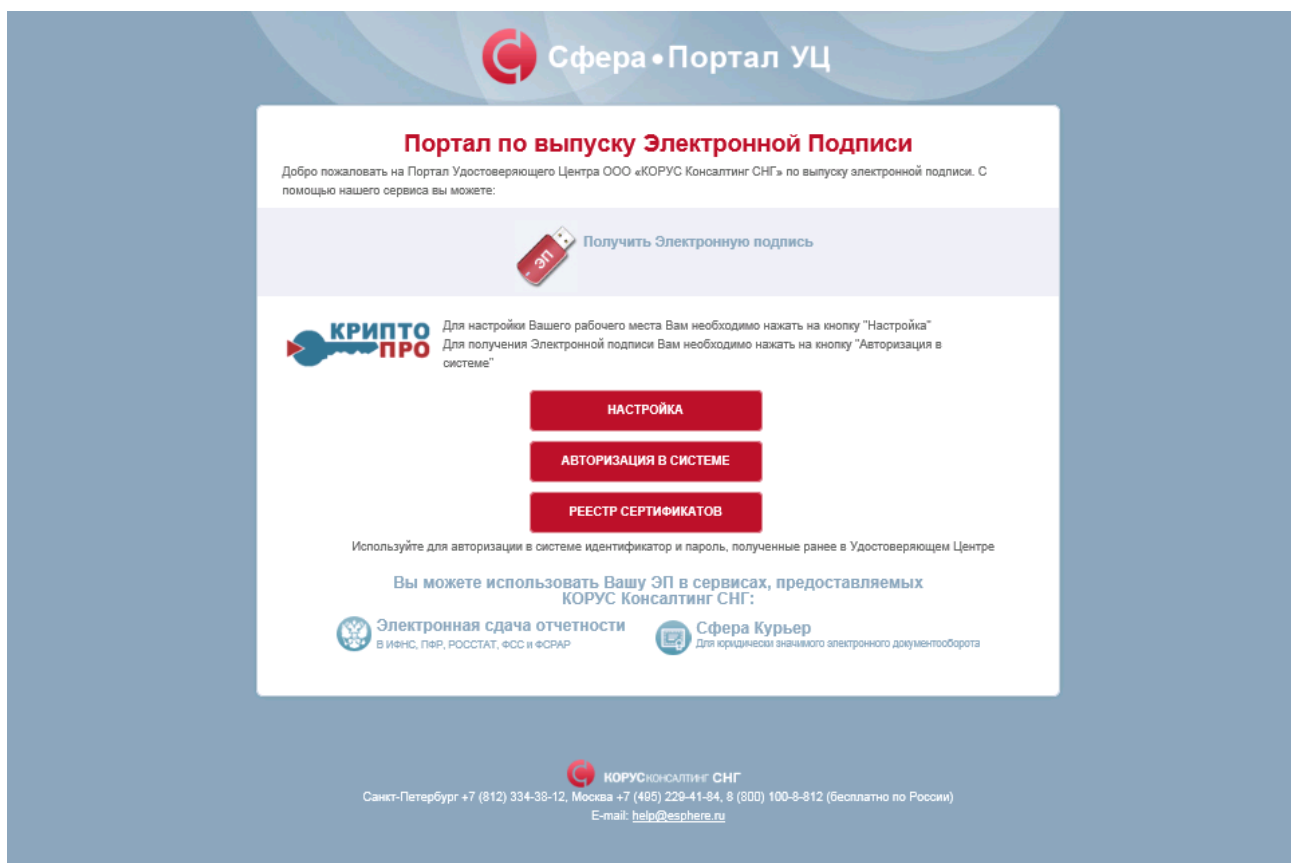 Сфера•Портал УЦ
Портал по выпуску Электронной Подписи
Добро пожаловать на Портал Удостоверяющего Центра ООО «КОРУС Консалтинг СНГ» по выпуску электронной подписи. С
помощью нашего сервиса вы можете:
ЭП
Получить Электронную подпись
КРИПТО
ПРО
Для настройки Вашего рабочего места Вам необходимо нажать на кнопку "Настройка"
Для получения Электронной подписи Вам необходимо нажать на кнопку "Авторизация в
системе"
НАСТРОЙКА
АВТОРИЗАЦИЯ В СИСТЕМЕ
РЕЕСТР СЕРТИФИКАТОВ
Используйте для авторизации в системе идентификатор и пароль, полученные ранее в Удостоверяющем Центре
Вы можете использовать Вашу ЭП в сервисах, предоставляемых
КОРУС Консалтинг СНГ:
Электронная сдача отчетности
В ИФНС, ПФР, РОССТАТ, ФСС и ФСРАР
Сфера Курьер
Для юридически значимого электронного документооборота
КОРУСКОНСАЛТИНГ СНГ
Санкт-Петербург +7 (812) 334-38-12, Москва +7 (495) 229-41-84, 8 (800) 100-8-812 (бесплатно по России)
E-mail: help@esphere.ru